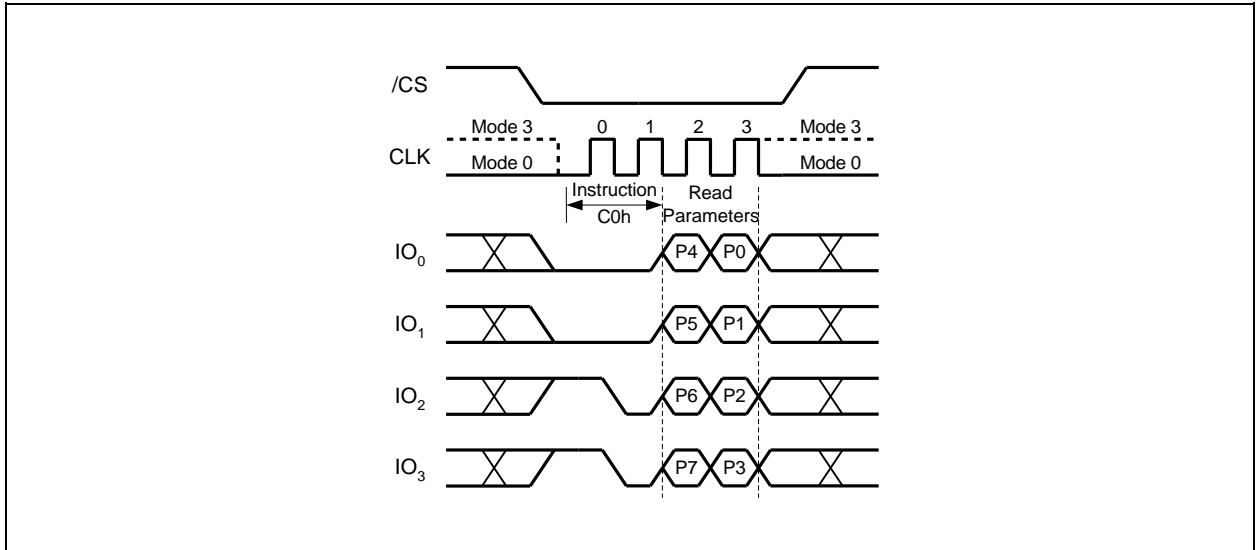 /CS
Mode 3 0 1 2 3 Mode 3
CLK
Mode 0 Mode 0
Instruction Read
C0h Parameters
IO0 P4 P0
IO1 P5 P1
IO2 P6 P2
IO3 P7 P3